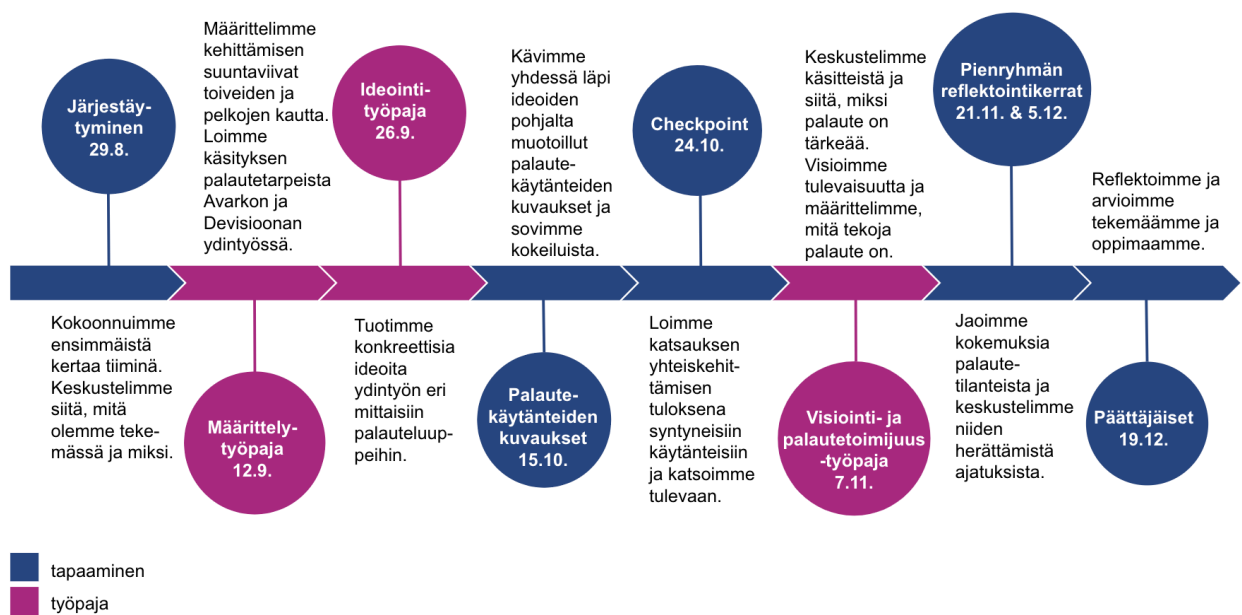 Järjestäy-
tyminen
29.8.
Kokoonnuimme
ensimmäistä
kertaa tiiminä.
Keskustelimme
siitä, mitä
olemme teke-
mässä ja miksi.
Määrittelimme
kehittämisen
suuntaviivat
toiveiden ja
pelkojen kautta.
Loimme
käsityksen
palautetarpeista
Avarkon ja
Devisioonan
ydintyössä.
Määrittely-
työpaja
12.9.
Ideointi-
työpaja
26.9.
Tuotimme
konkreettisia
ideoita
ydintyön eri
mittaisiin
palauteluup-
peihin.
Kävimme
yhdessä läpi
ideoiden
pohjalta
muotoillut
palaute-
käytänteiden
kuvaukset ja
sovimme
kokeiluista.
Palaute-
käytänteiden
kuvaukset
15.10.
Checkpoint
24.10.
Loimme
katsauksen
yhteiskehit-
tämisen
tuloksena
syntyneisiin
käytänteisiin
ja katsoimme
tulevaan.
Keskustelimme
käsitteistä ja
siitä, miksi
palaute on
tärkeää.
Visioimme
tulevaisuutta ja
määrittelimme,
mitä tekoja
palaute on.
Visiointi- ja
palautetoimijuus
-työpaja
7.11.
Pienryhmän
reflektointikerrat
21.11. & 5.12.
Jaoimme
kokemuksia
palaute-
tilanteista ja
keskustelimme
niiden
herättämistä
ajatuksista.
Reflektoimme ja
arvioimme
tekemäämme ja
oppimaamme.
Päättäjäiset
19.12.
tapaaminen
työpaja